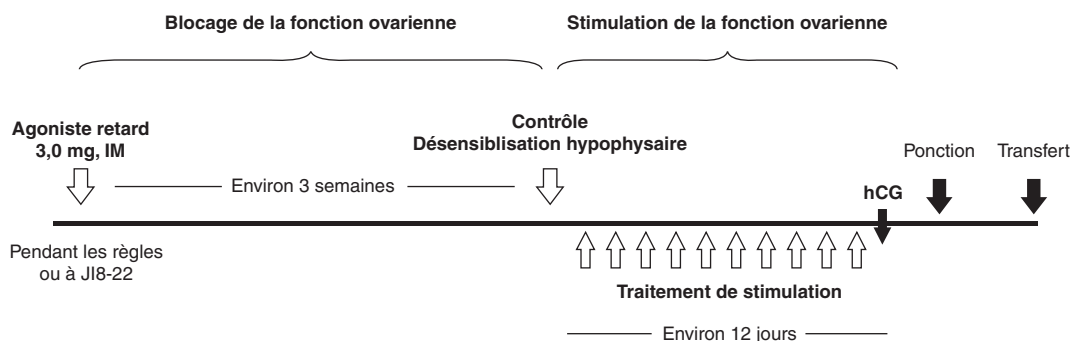 Blocage de la fonction ovarienne
Stimulation de la fonction ovarienne
Agoniste retard
3,0 mg, IM
Contrôle
Désensiblisation hypophysaire
Ponction
Transfert
Environ 3 semaines
hCG
Pendant les règles
ou à JI8-22
Traitement de stimulation
Environ 12 jours